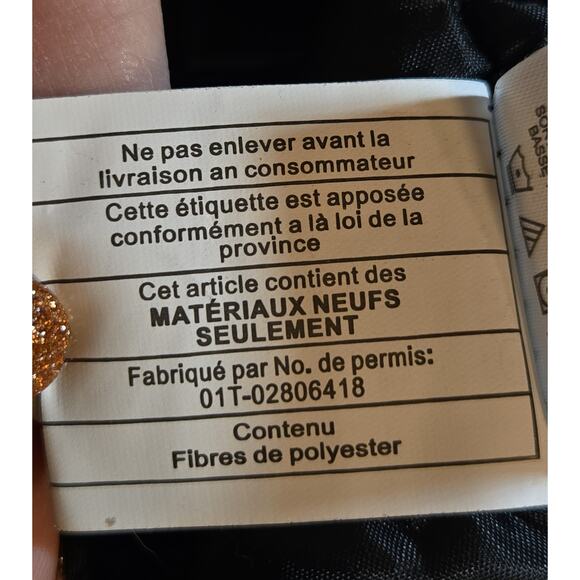 Ne pas enlever avant la
livraison an consommateur
Cette étiquette est apposée
conformément a là loi de la
province
Cet article contient des
MATÉRIAUX NEUFS
SEULEMENT
Fabriqué par No. de permis:
01T-02806418
Contenu
Fibres de polyester
BASSE